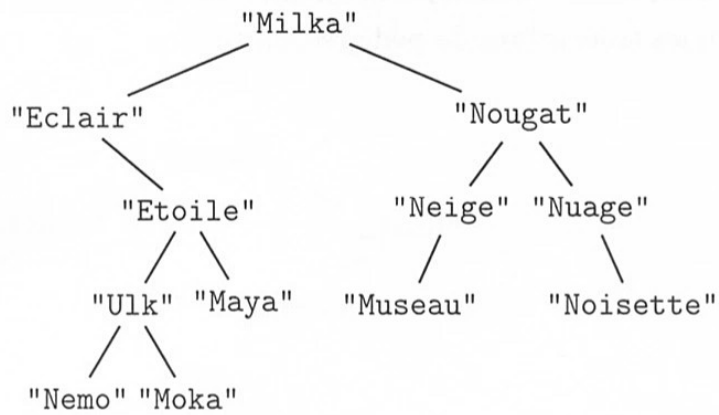 "Milka"
"Eclair" "Nougat"
"Etoile" "Neige" "Nuage"
"Ulk" "Maya" "Museau" "Noisette"
"Nemo" "Moka"